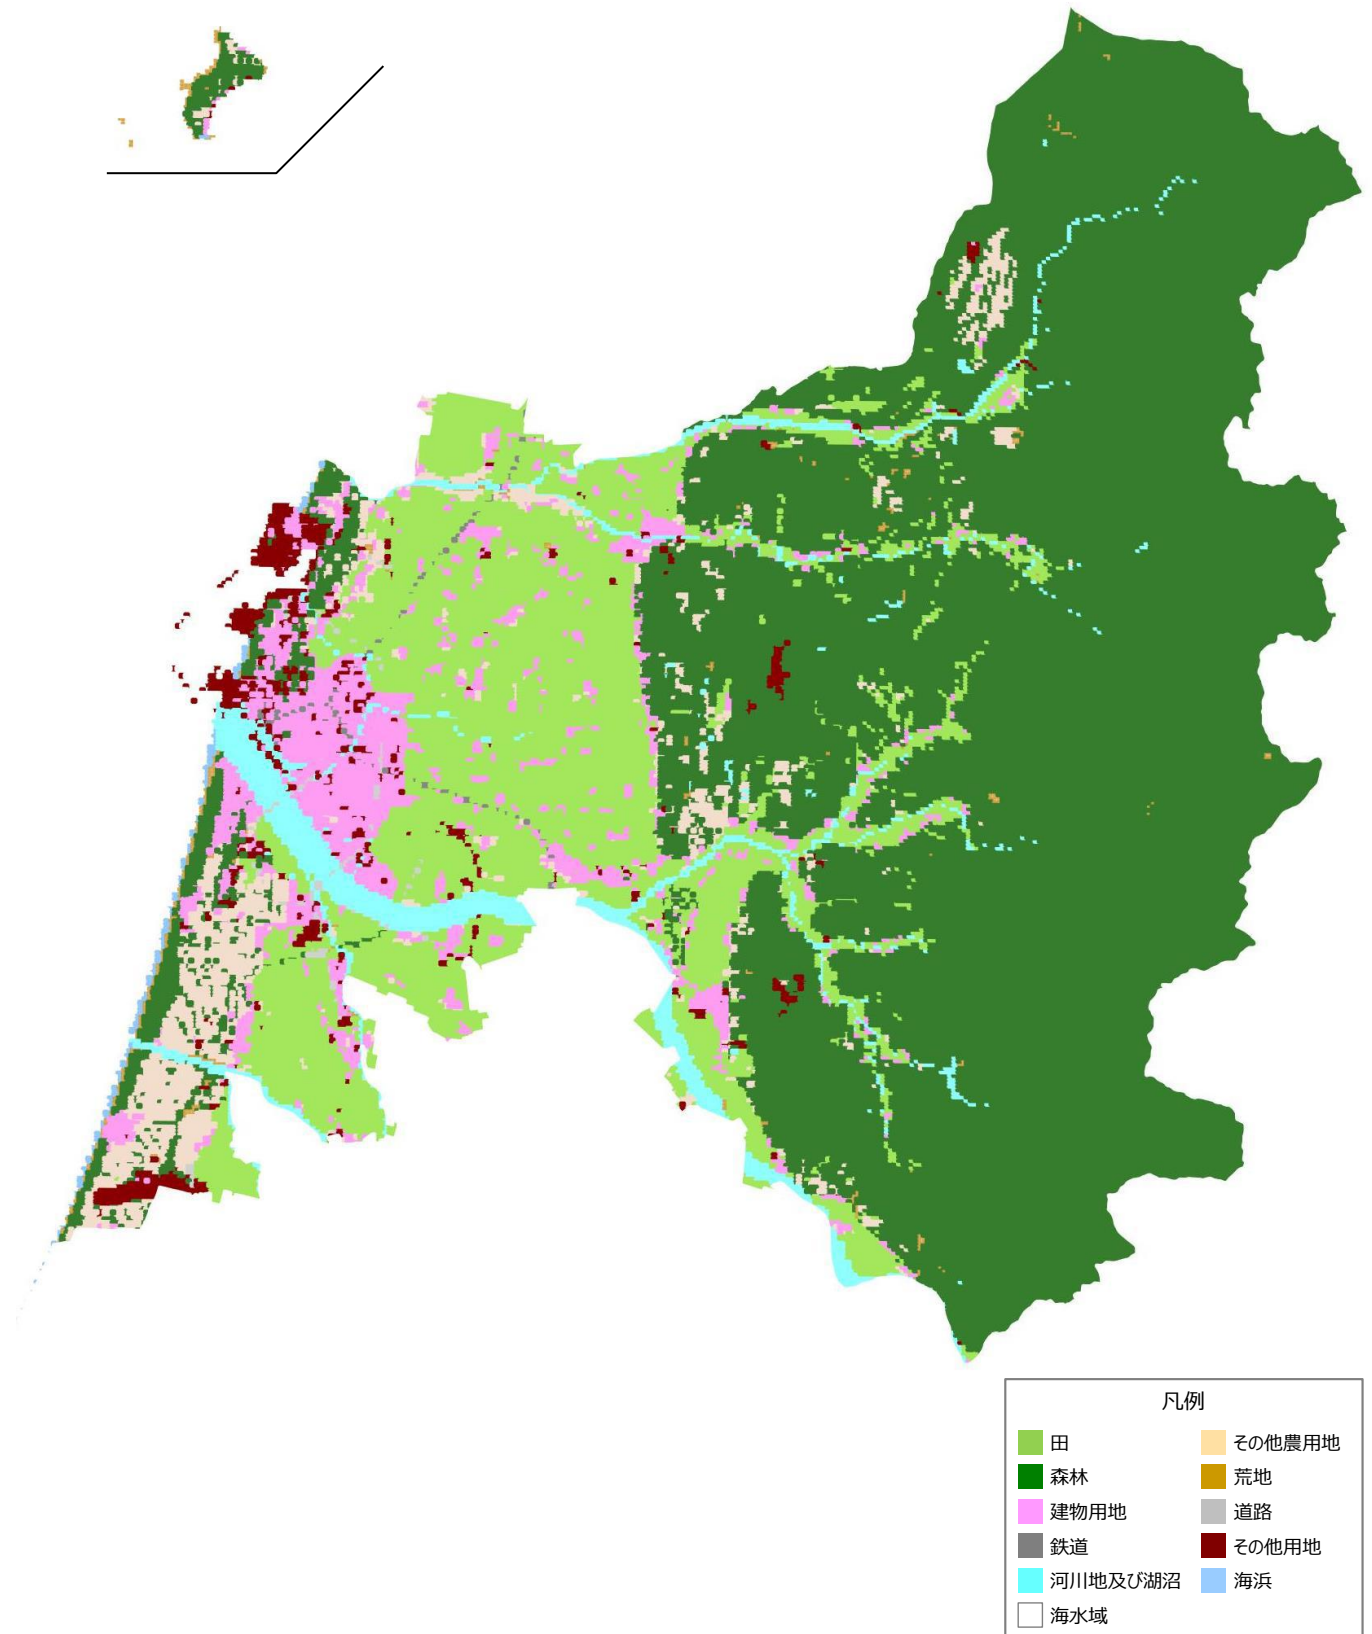 凡例
田
その他農用地
森林
荒地
建物用地
道路
鉄道
その他用地
河川地及び湖沼
海浜
海水域